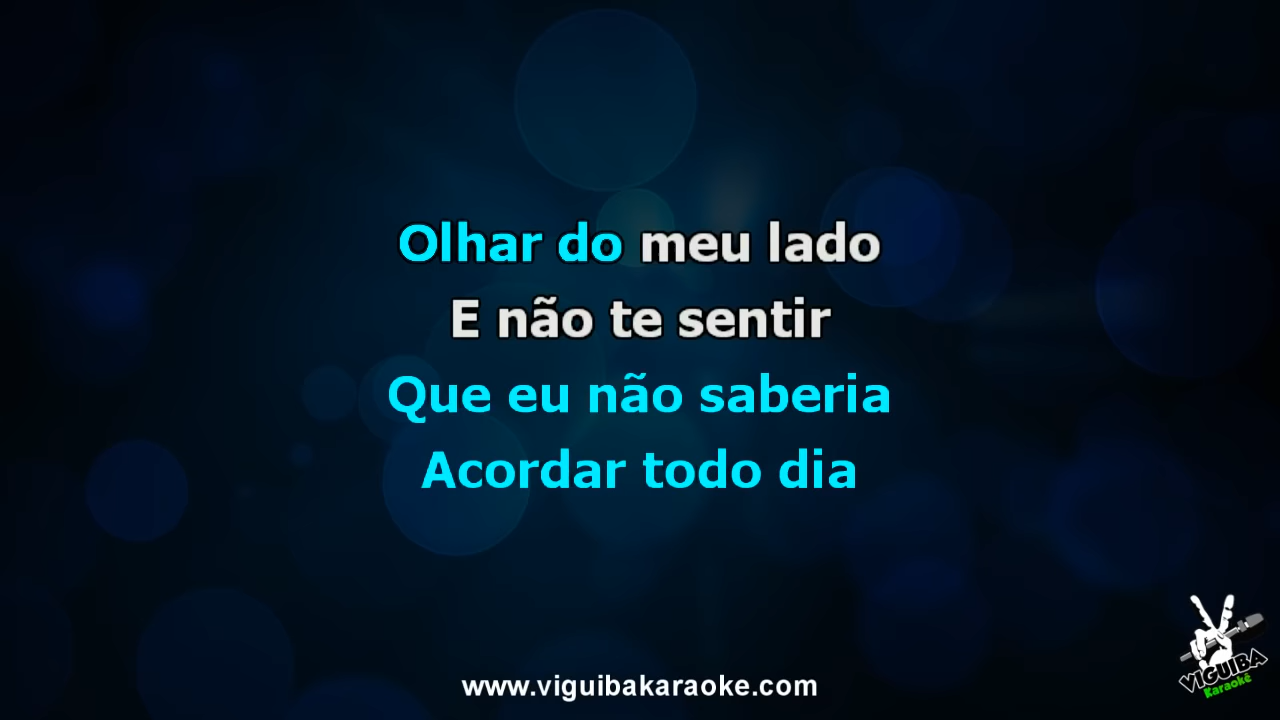 Olhar do meu lado
E não te sentir
Que eu não saberia
Acordar todo dia
www.viguibakaraoke.com
VIGUIBA
Karaokê